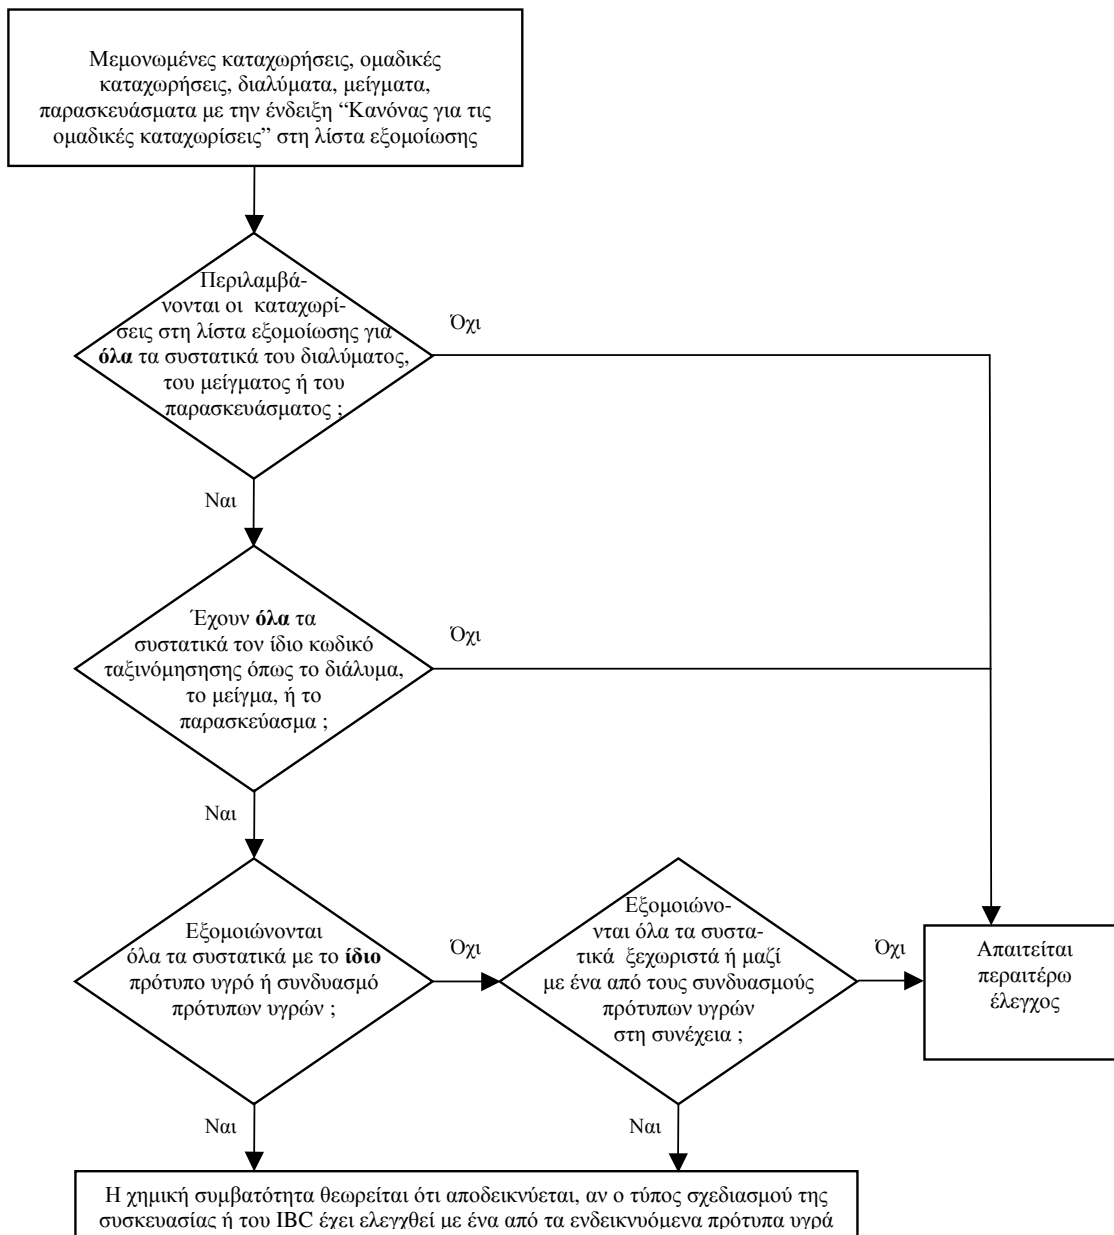 Μεμονωμένες καταχωρήσεις, ομαδικές
καταχωρήσεις, διαλύματα, μείγματα,
παρασκευάσματα με την ένδειξη “Κανόνας για τις
ομαδικές καταχωρίσεις” στη λίστα εξομοίωσης
Περιλαμβά-
νονται οι καταχωρί-
σεις στη λίστα εξομοίωσης για
όλα τα συστατικά του διαλύματος,
του μείγματος ή του
παρασκευάσματος ;
Όχι
Ναι
Έχουν όλα τα
συστατικά τον ίδιο κωδικό
ταξινόμησησης όπως το διάλυμα,
το μείγμα, ή το
παρασκεύασμα ;
Όχι
Ναι
Εξομοιώνονται
όλα τα συστατικά με το ίδιο
πρότυπο υγρό ή συνδυασμό
πρότυπων υγρών ;
Όχι
Εξομοιώνο-
νται όλα τα συστα-
τικά ξεχωριστά ή μαζί
με ένα από τους συνδυασμούς
πρότυπων υγρών
στη συνέχεια ;
Όχι
Απαιτείται
περαιτέρω
έλεγχος
Ναι
Ναι
Η χημική συμβατότητα θεωρείται ότι αποδεικνύεται, αν ο τύπος σχεδιασμού της
συσκευασίας ή του IBC έχει ελεγχθεί με ένα από τα ενδεικνυόμενα πρότυπα υγρά